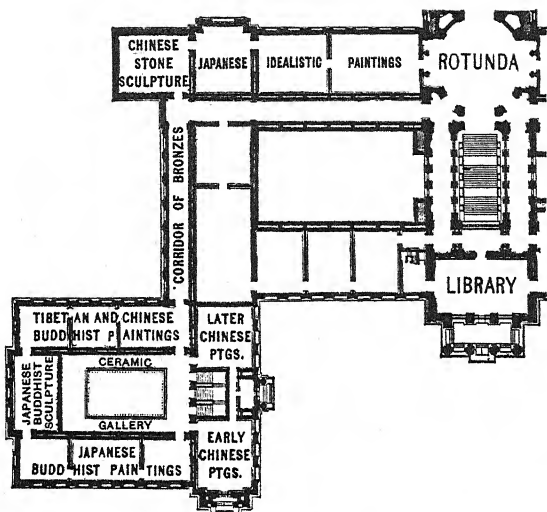 CHINESE
STONE
SCULPTURE
JAPANESE
IDEALISTIC
PAINTINGS
ROTUNDA
CORRIDOR OF BRONZES
LIBRARY
TIBETAN AND CHINESE
BUDDHIST PAINTINGS
LATER
CHINESE
PTGS.
JAPANESE
BUDDHIST
SCULPTURE
CERAMIC
GALLERY
EARLY
CHINESE
PTGS.
JAPANESE
BUDDHIST PAINTINGS